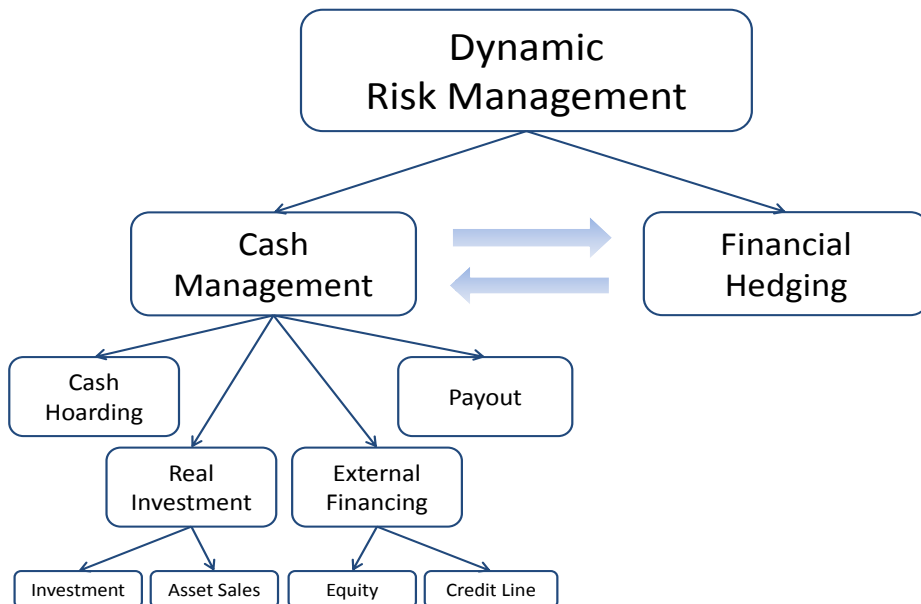 Dynamic
Risk Management
Cash
Management
Financial
Hedging
Cash
Hoarding
Payout
Real
Investment
External
Financing
Investment
Asset Sales
Equity
Credit Line